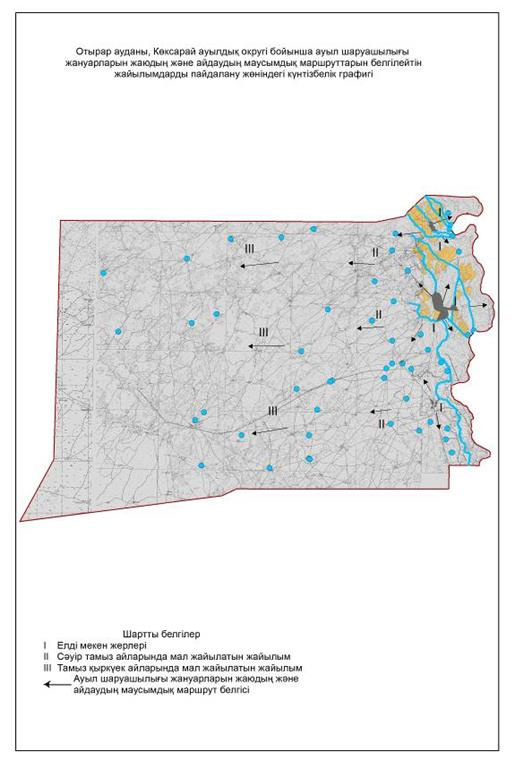 Отырар ауданы, Көксарай ауылдық округі бойынша ауыл шаруашылығы
жануарларын жаюдың және айдаудың маусымдық маршруттарын белгілейтін
жайылымдарды пайдалану жөніндегі күнтізбелік графигі
I
III
II
I
II
III
I
III
II
I
Шартты белгілер
I Елді мекен жерлері
II Сәуір тамыз айларында мал жайылатын жайылым
III Тамыз қыркүек айларында мал жайылатын жайылым
Ауыл шаруашылығы жануарларын жаюдың және
айдаудың маусымдық маршрут белгісі